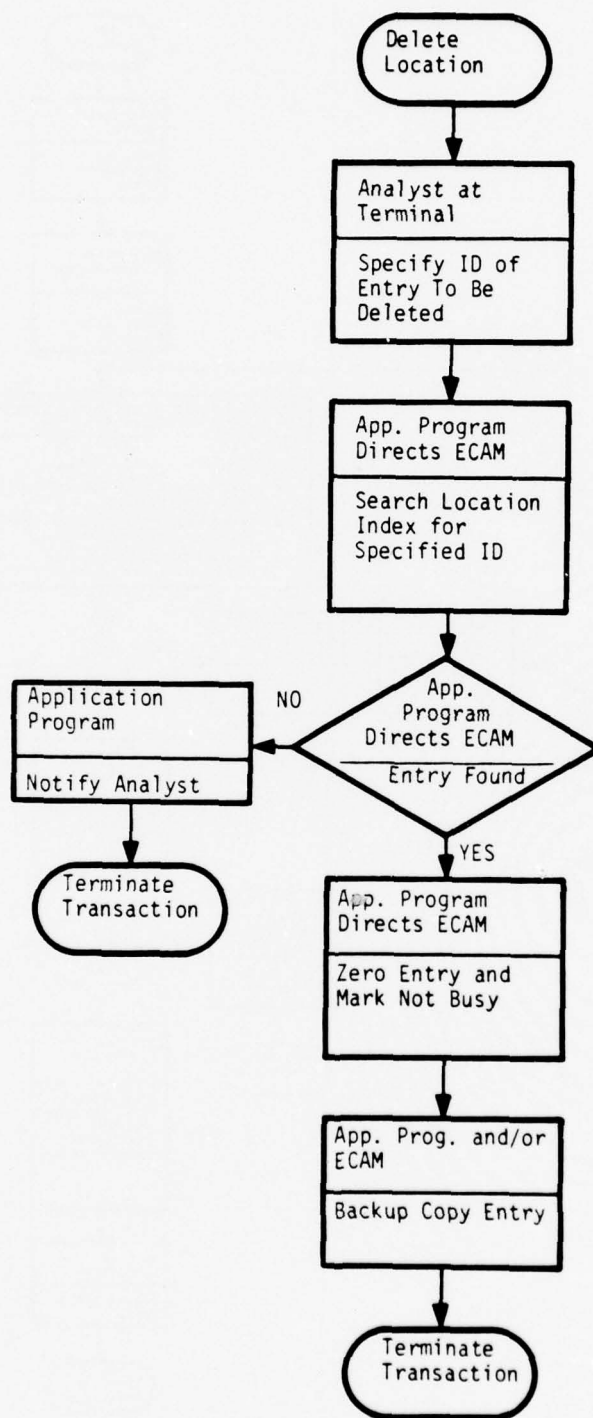 Delete
Location
Analyst at
Terminal
Specify ID of
Entry To Be
Deleted
App. Program
Directs ECAM
Search Location
Index for
Specified ID
App.
Program
Directs ECAM
Entry Found
NO
Application
Program
Notify Analyst
Terminate
Transaction
YES
App. Program
Directs ECAM
Zero Entry and
Mark Not Busy
App. Prog. and/or
ECAM
Backup Copy Entry
Terminate
Transaction